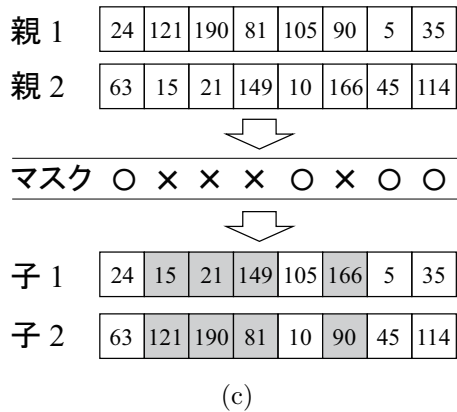 親 1 24 121 190 81 105 90 5 35
親 2 63 15 21 149 10 166 45 114
マスク ○ × × × ○ × ○ ○
子 1 24 15 21 149 105 166 5 35
子 2 63 121 190 81 10 90 45 114
(c)